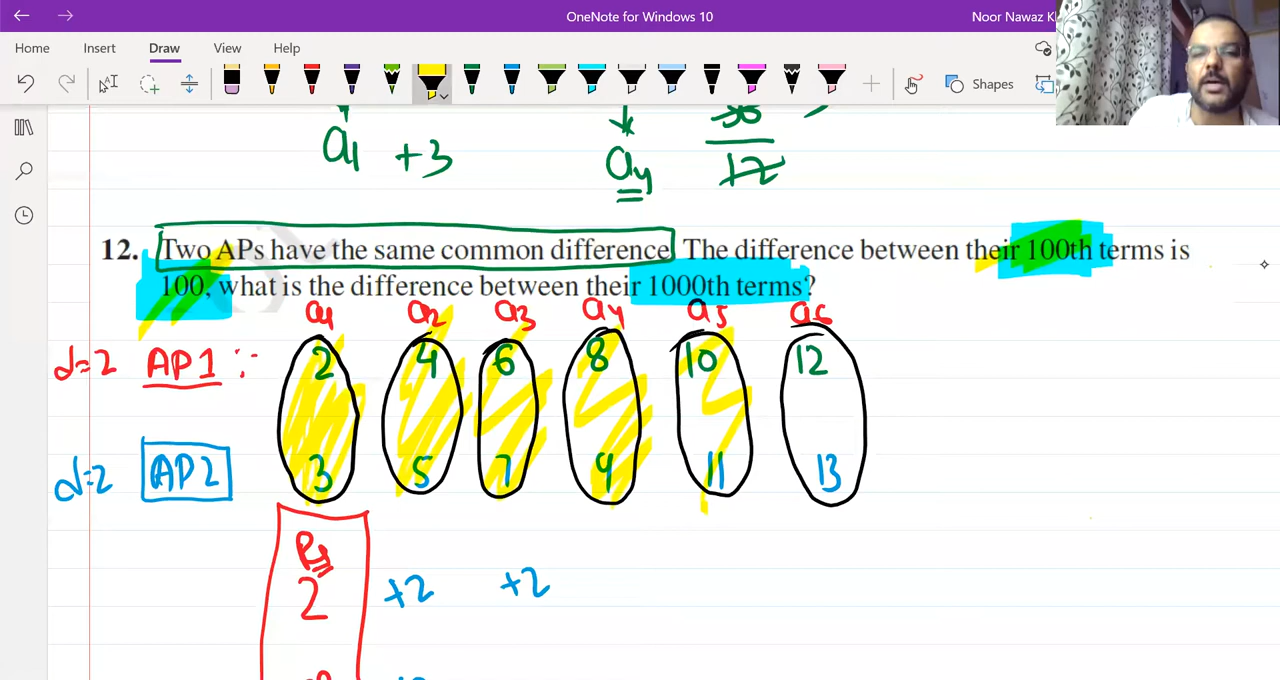 OneNote for Windows 10
Noor Nawaz
Home Insert Draw View Help
Shapes
a1 +3
a4
36
12
12. Two APs have the same common difference. The difference between their 100th terms is
100, what is the difference between their 1000th terms?
a1 a2 a3 a4 a5 a6
d=2 AP1 : 2 4 6 8 10 12
d=2 AP2 3 5 7 9 11 13
Rs
2 +2 +2